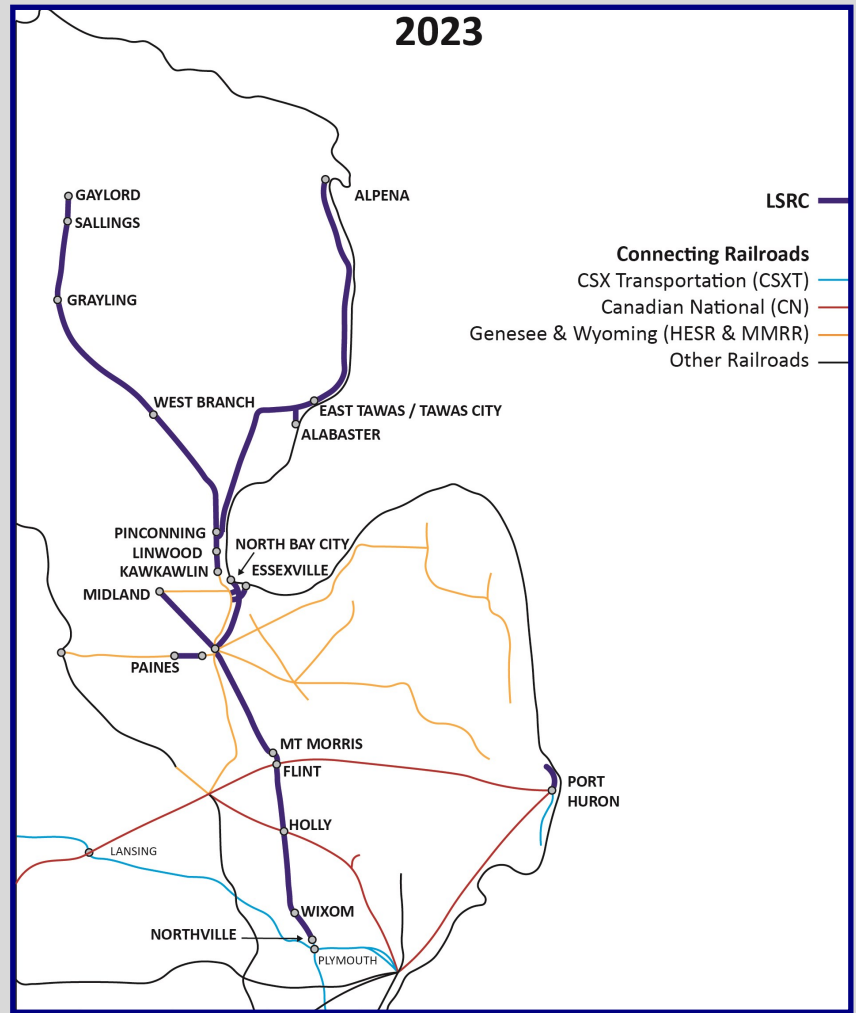 2023
GAYLORD
SALLINGS
GRAYLING
ALPENA
LSRC
Connecting Railroads
CSX Transportation (CSXT)
Canadian National (CN)
Genesee & Wyoming (HESR & MMRR)
Other Railroads
WEST BRANCH
EAST TAWAS / TAWAS CITY
ALABASTER
PINCONNING
LINWOOD
KAWKAWLIN
NORTH BAY CITY
ESSEXVILLE
MIDLAND
PAINES
MT MORRIS
FLINT
PORT
HURON
HOLLY
LANSING
WIXOM
NORTHVILLE
PLYMOUTH